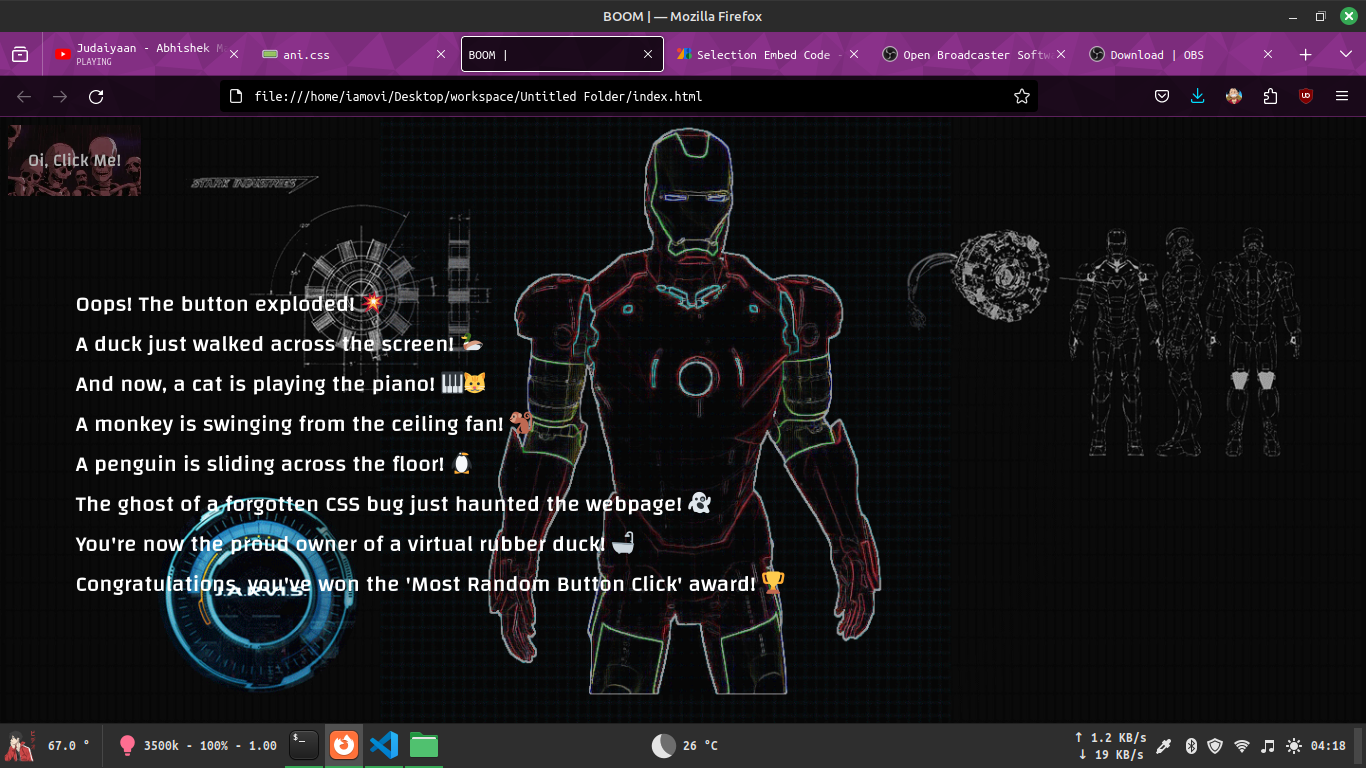 BOOM | — Mozilla Firefox
Judaiyaan - Abhishek M
PLAYING
ani.css
BOOM |
Selection Embed Code -
Open Broadcaster Softw
Download | OBS
file:///home/iamovi/Desktop/workspace/Untitled Folder/index.html
Oi, Click Me!
STARK INDUSTRIES
Oops! The button exploded! 💥
A duck just walked across the screen! 🦆
And now, a cat is playing the piano! 🎹🐱
A monkey is swinging from the ceiling fan! 🐒
A penguin is sliding across the floor! 🐧
The ghost of a forgotten CSS bug just haunted the webpage! 👻
You're now the proud owner of a virtual rubber duck! 🛁
Congratulations, you've won the 'Most Random Button Click' award! 🏆
J.A.R.V.I.S.
67.0 °
3500k - 100% - 1.00
26 °C
↑ 1.2 KB/s
↓ 19 KB/s
04:18